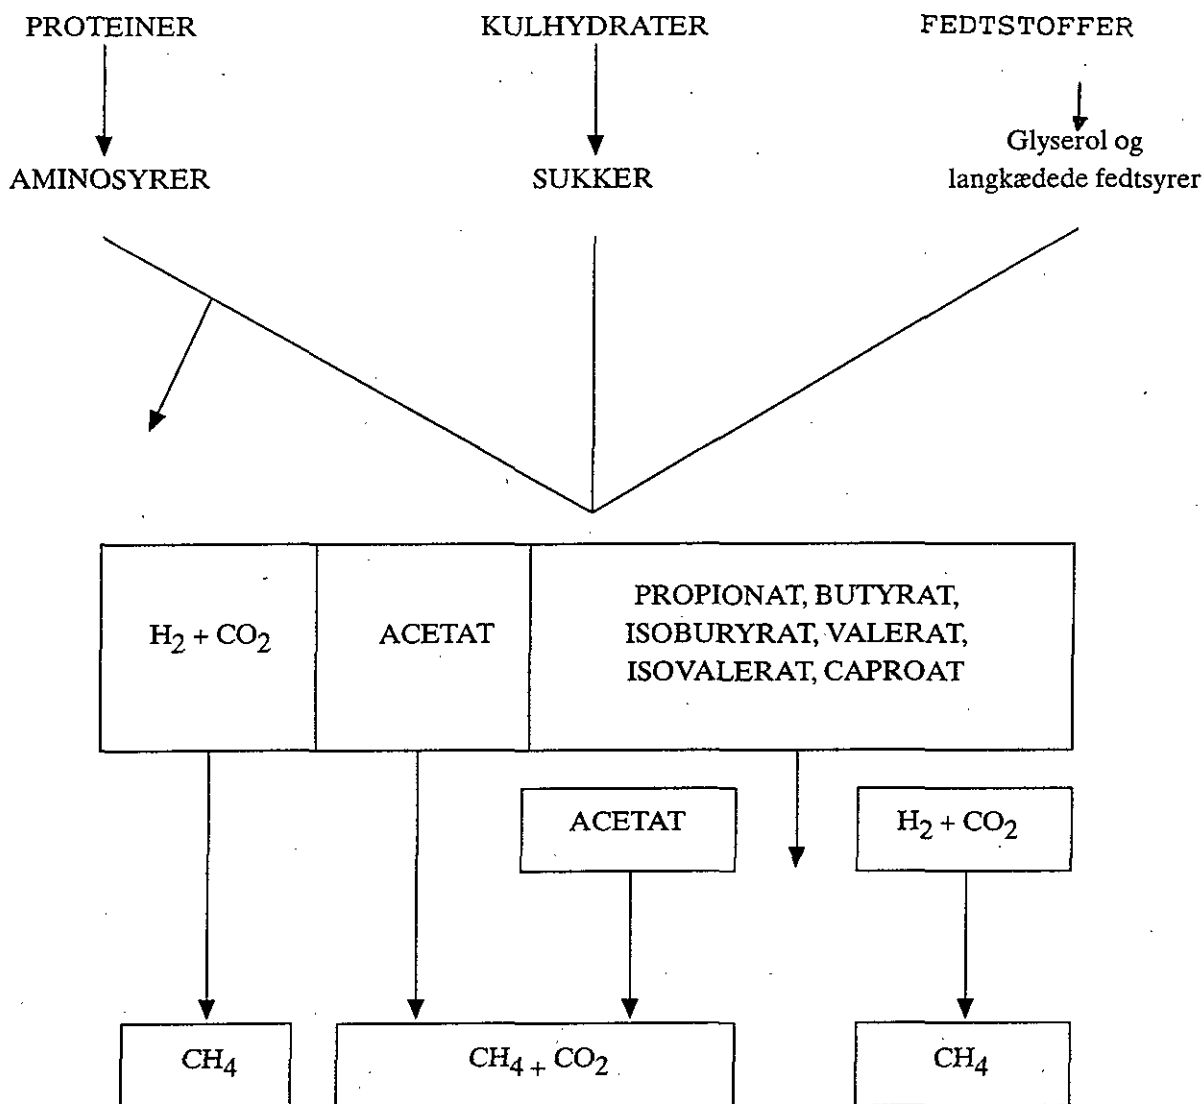 PROTEINER
KULHYDRATER
FEDTSTOFFER
AMINOSYRER
SUKKER
Glyserol og
langkædede fedtsyrer
H2 + CO2
ACETAT
PROPIONAT, BUTYRAT,
ISOBURYRAT, VALERAT,
ISOVALERAT, CAPROAT
ACETAT
H2 + CO2
CH4
CH4 + CO2
CH4